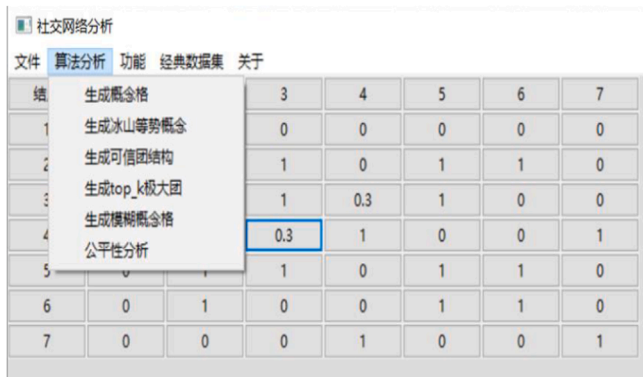 社交网络分析
文件 算法分析 功能 经典数据集 关于
生成概念格
生成冰山等势概念
生成可信团结构
生成top_k极大团
生成模糊概念格
公平性分析
3 4 5 6 7
1 0 0 0 0 0
1 0 1 1 0
1 0.3 1 0 0
4 0.3 1 0 0 1
5 0 1 1 0 1 1 0
6 0 1 0 0 1 1 0
7 0 0 0 1 0 0 1